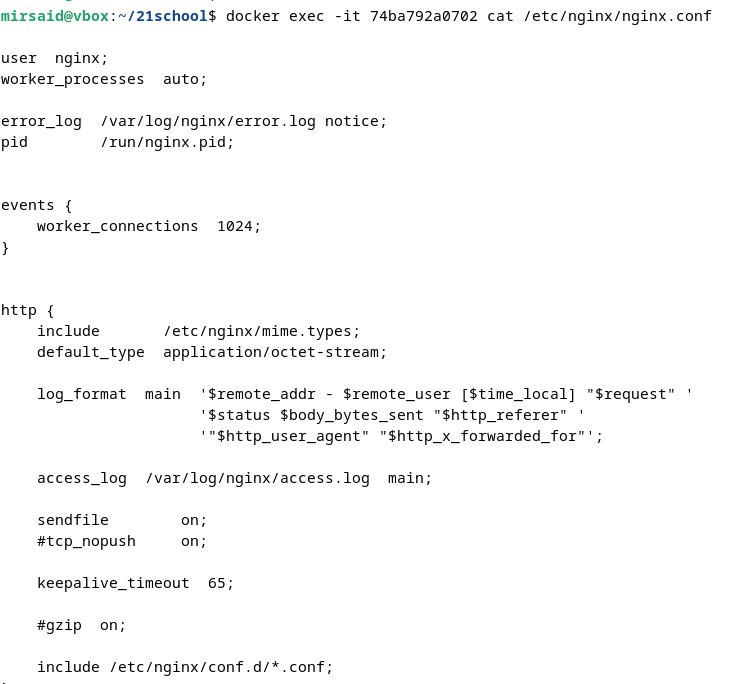 mirsaid@vbox:~/21school$ docker exec -it 74ba792a0702 cat /etc/nginx/nginx.conf
user  nginx;
worker_processes  auto;
error_log  /var/log/nginx/error.log notice;
pid        /run/nginx.pid;
events {
    worker_connections  1024;
}
http {
    include       /etc/nginx/mime.types;
    default_type  application/octet-stream;
    log_format  main  '$remote_addr - $remote_user [$time_local] "$request" '
                      '$status $body_bytes_sent "$http_referer" '
                      '"$http_user_agent" "$http_x_forwarded_for"';
    access_log  /var/log/nginx/access.log  main;
    sendfile        on;
    #tcp_nopush     on;
    keepalive_timeout  65;
    #gzip  on;
    include /etc/nginx/conf.d/*.conf;